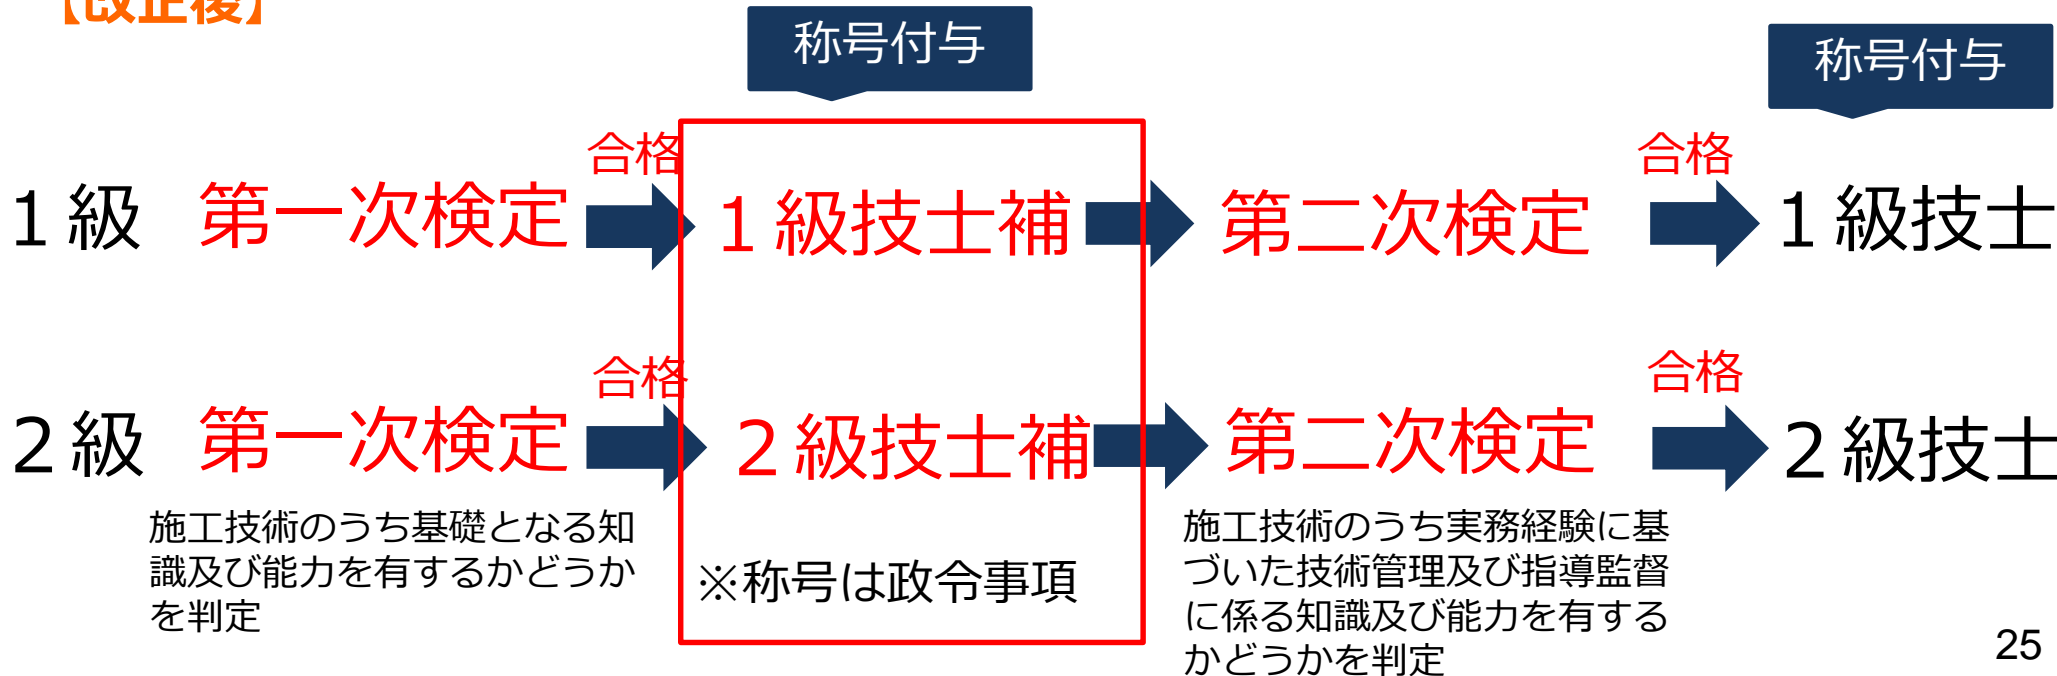 【改正後】
称号付与
称号付与
合格
合格
１級 第一次検定 １級技士補 第二次検定 １級技士
合格
合格
２級 第一次検定 ２級技士補 第二次検定 ２級技士
施工技術のうち基礎となる知
識及び能力を有するかどうか
を判定
※称号は政令事項
施工技術のうち実務経験に基
づいた技術管理及び指導監督
に係る知識及び能力を有する
かどうかを判定
25